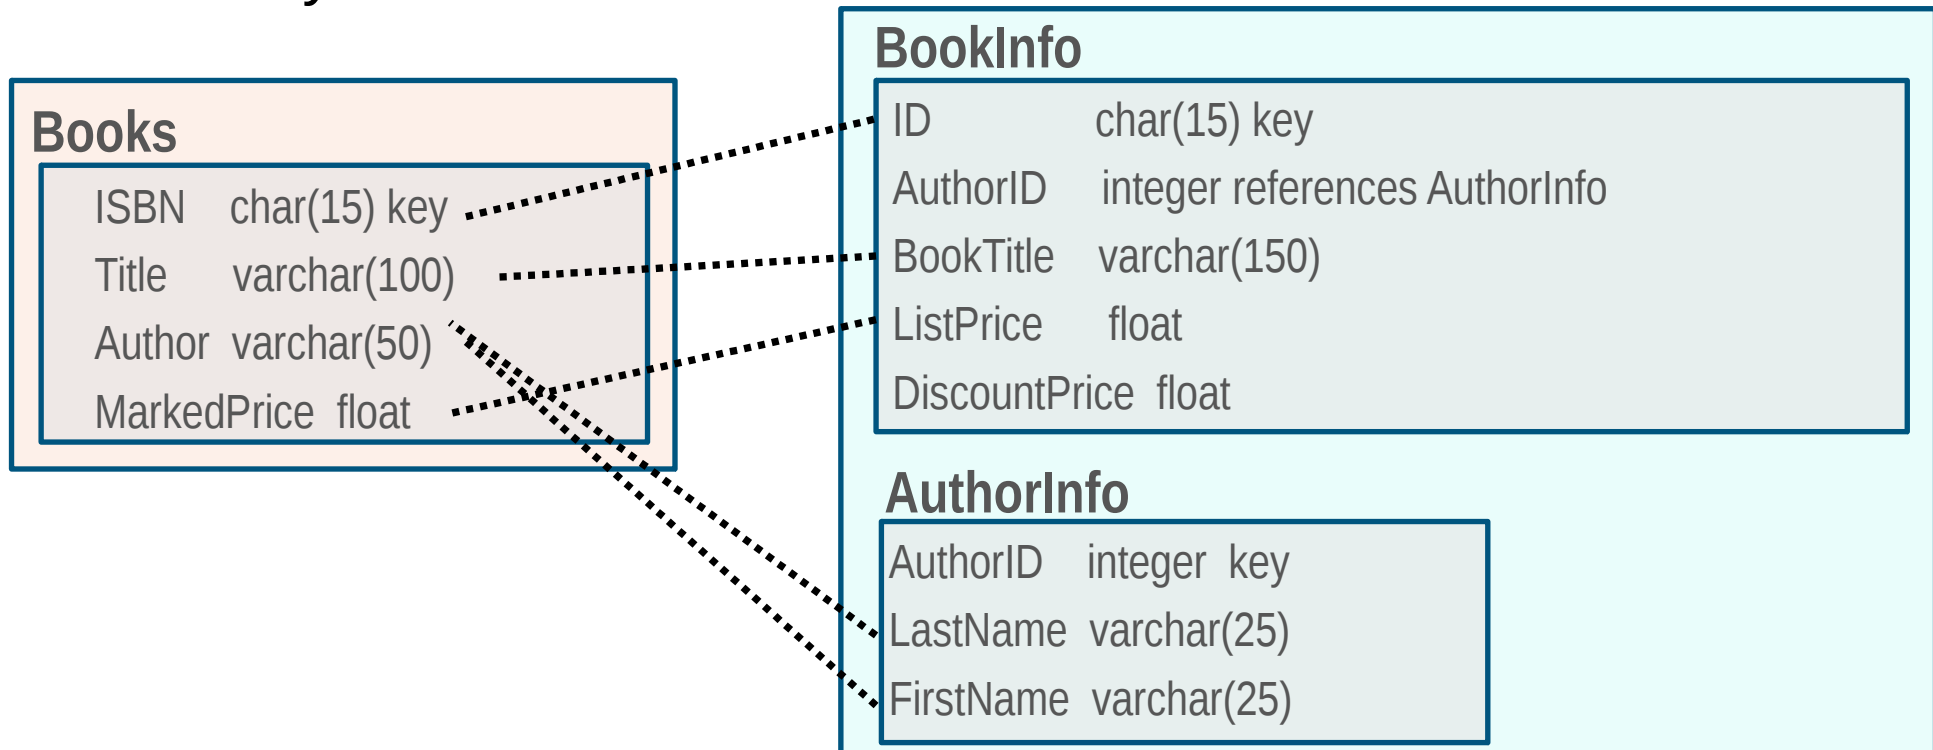 Books
ISBN char(15) key
Title varchar(100)
Author varchar(50)
MarkedPrice float
BookInfo
ID char(15) key
AuthorID integer references AuthorInfo
BookTitle varchar(150)
ListPrice float
DiscountPrice float
AuthorInfo
AuthorID integer key
LastName varchar(25)
FirstName varchar(25)